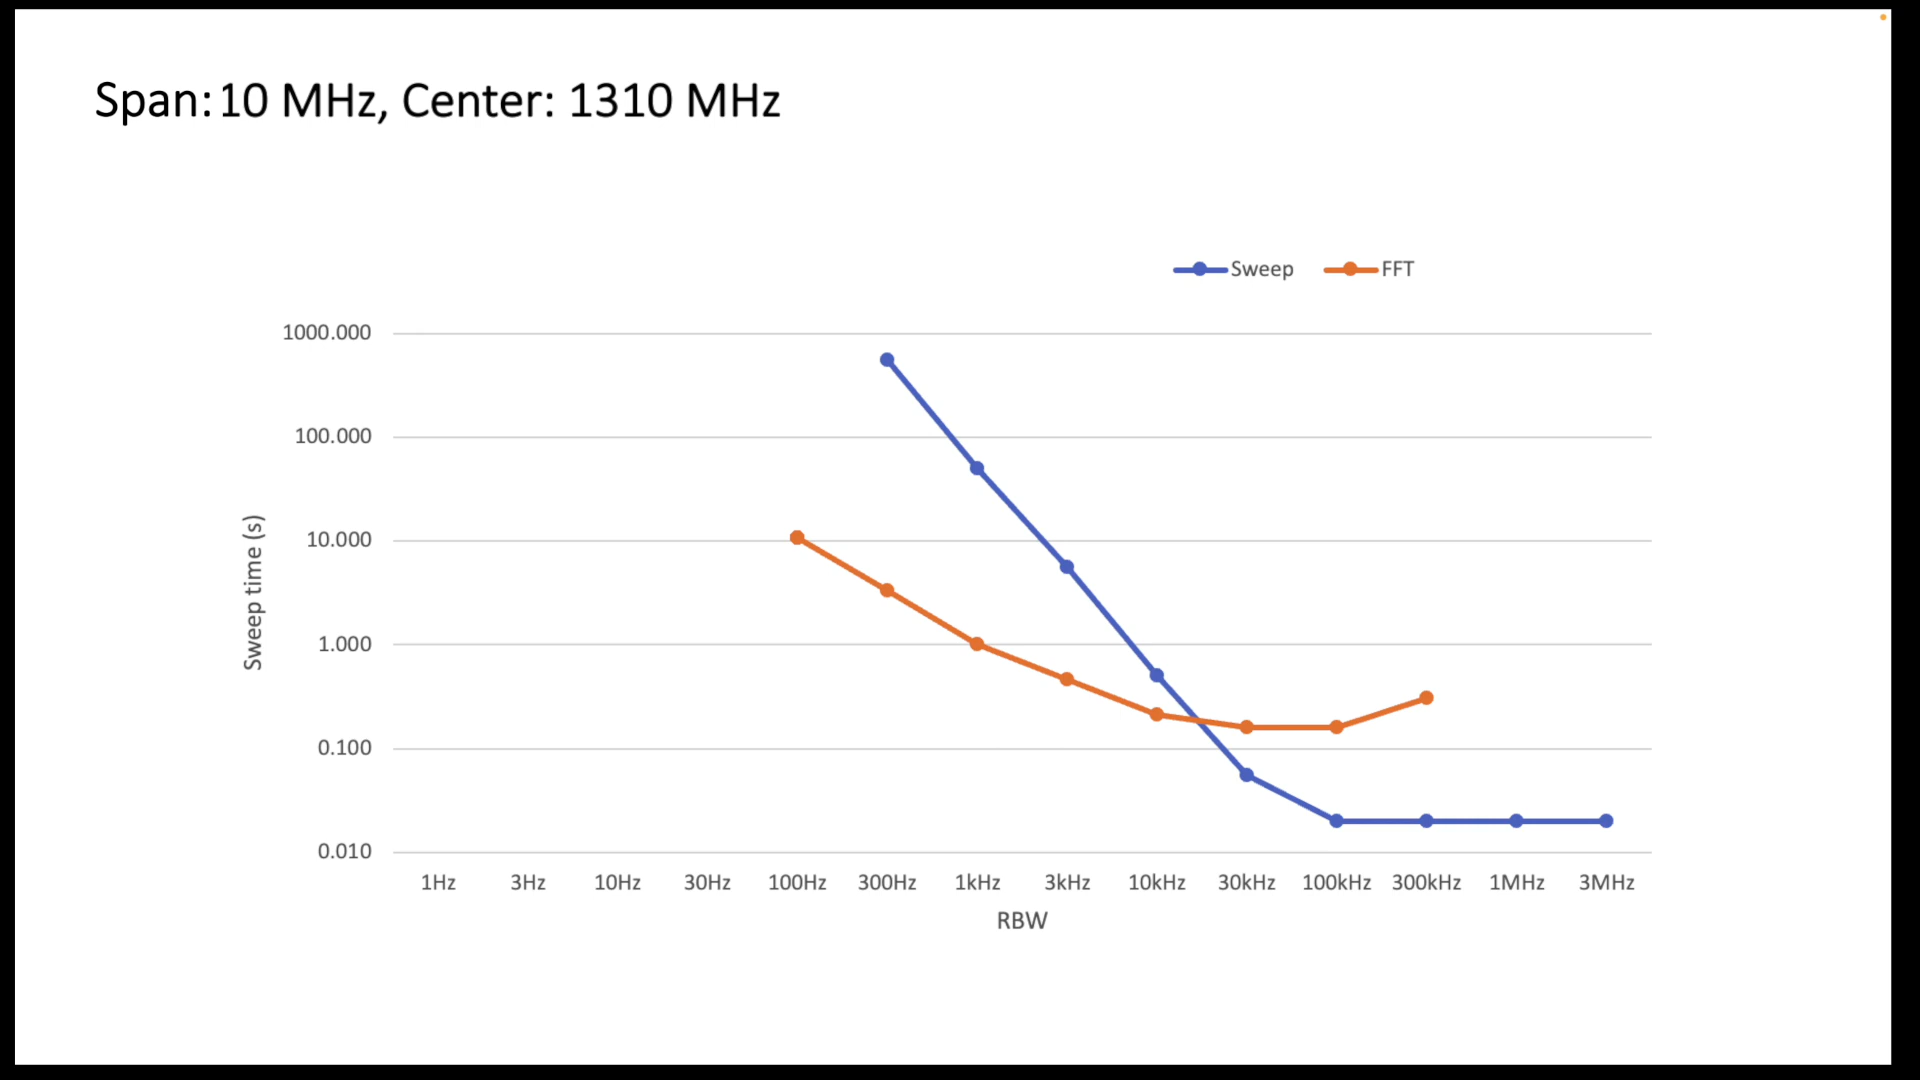 Span: 10 MHz, Center: 1310 MHz
Sweep FFT
1000.000
100.000
10.000
1.000
0.100
0.010
Sweep time (s)
1Hz 3Hz 10Hz 30Hz 100Hz 300Hz 1kHz 3kHz 10kHz 30kHz 100kHz 300kHz 1MHz 3MHz
RBW